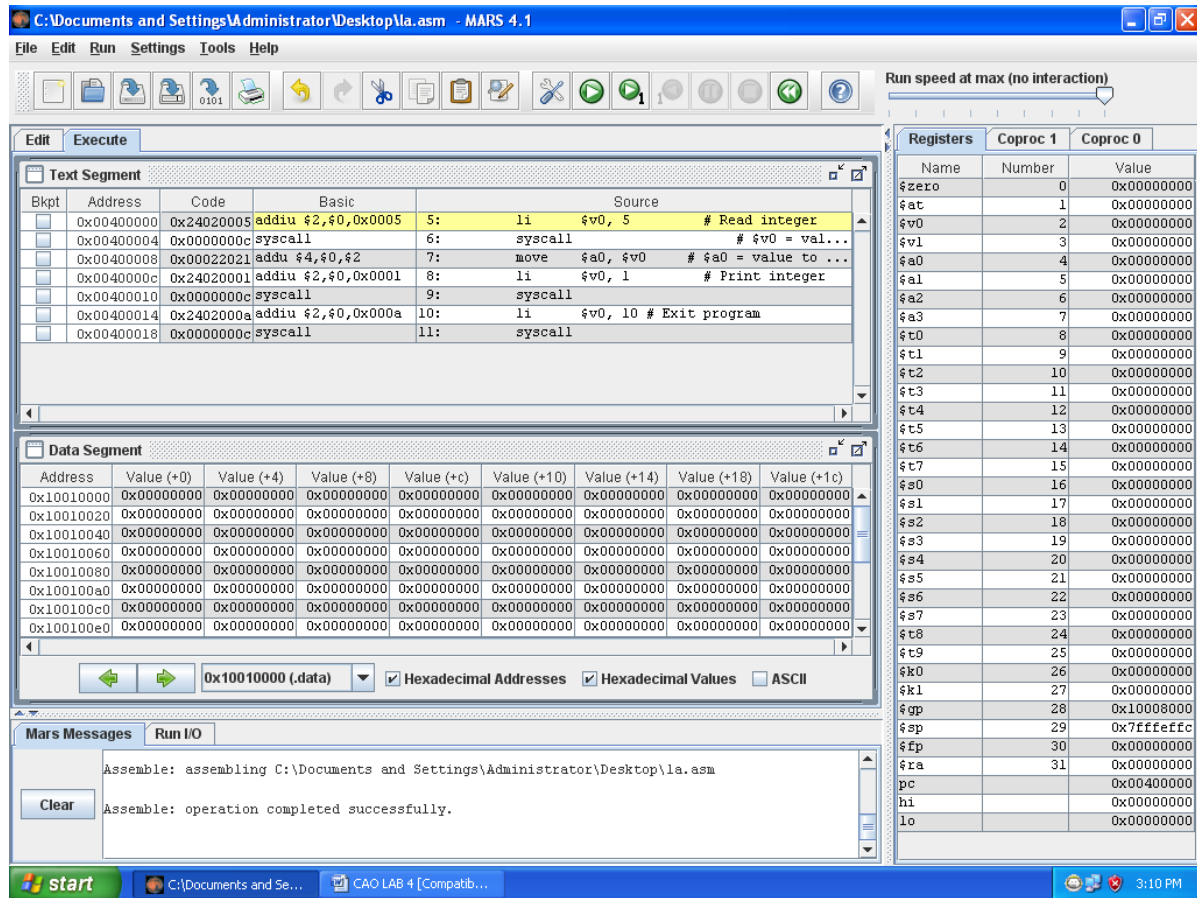 C:\Documents and Settings\Administrator\Desktop\la.asm - MARS 4.1
File Edit Run Settings Tools Help
Run speed at max (no interaction)
Edit Execute
Text Segment
Bkpt Address Code Basic Source
0x00400000 0x24020005 addiu $2,$0,0x0005 5: li $v0, 5 # Read integer
0x00400004 0x0000000c syscall 6: syscall # $v0 = val...
0x00400008 0x00022021 addu $4,$0,$2 7: move $a0, $v0 # $a0 = value to ...
0x0040000c 0x24020001 addiu $2,$0,0x0001 8: li $v0, 1 # Print integer
0x00400010 0x0000000c syscall 9: syscall
0x00400014 0x2402000a addiu $2,$0,0x000a 10: li $v0, 10 # Exit program
0x00400018 0x0000000c syscall 11: syscall
Data Segment
Address Value (+0) Value (+4) Value (+8) Value (+c) Value (+10) Value (+14) Value (+18) Value (+1c)
0x10010000 0x00000000 0x00000000 0x00000000 0x00000000 0x00000000 0x00000000 0x00000000 0x00000000
0x10010020 0x00000000 0x00000000 0x00000000 0x00000000 0x00000000 0x00000000 0x00000000 0x00000000
0x10010040 0x00000000 0x00000000 0x00000000 0x00000000 0x00000000 0x00000000 0x00000000 0x00000000
0x10010060 0x00000000 0x00000000 0x00000000 0x00000000 0x00000000 0x00000000 0x00000000 0x00000000
0x10010080 0x00000000 0x00000000 0x00000000 0x00000000 0x00000000 0x00000000 0x00000000 0x00000000
0x100100a0 0x00000000 0x00000000 0x00000000 0x00000000 0x00000000 0x00000000 0x00000000 0x00000000
0x100100c0 0x00000000 0x00000000 0x00000000 0x00000000 0x00000000 0x00000000 0x00000000 0x00000000
0x100100e0 0x00000000 0x00000000 0x00000000 0x00000000 0x00000000 0x00000000 0x00000000 0x00000000
0x10010000 (.data) Hexadecimal Addresses Hexadecimal Values ASCII
Mars Messages Run I/O
Assemble: assembling C:\Documents and Settings\Administrator\Desktop\la.asm
Assemble: operation completed successfully.
Clear
Registers Coproc 1 Coproc 0
Name Number Value
$zero 0 0x00000000
$at 1 0x00000000
$v0 2 0x00000000
$v1 3 0x00000000
$a0 4 0x00000000
$a1 5 0x00000000
$a2 6 0x00000000
$a3 7 0x00000000
$t0 8 0x00000000
$t1 9 0x00000000
$t2 10 0x00000000
$t3 11 0x00000000
$t4 12 0x00000000
$t5 13 0x00000000
$t6 14 0x00000000
$t7 15 0x00000000
$s0 16 0x00000000
$s1 17 0x00000000
$s2 18 0x00000000
$s3 19 0x00000000
$s4 20 0x00000000
$s5 21 0x00000000
$s6 22 0x00000000
$s7 23 0x00000000
$t8 24 0x00000000
$t9 25 0x00000000
$k0 26 0x00000000
$k1 27 0x00000000
$gp 28 0x10008000
$sp 29 0x7fffeffc
$fp 30 0x00000000
$ra 31 0x00000000
pc 0x00400000
hi 0x00000000
lo 0x00000000
start C:\Documents and Se... CAO LAB 4 [Compatib... 3:10 PM